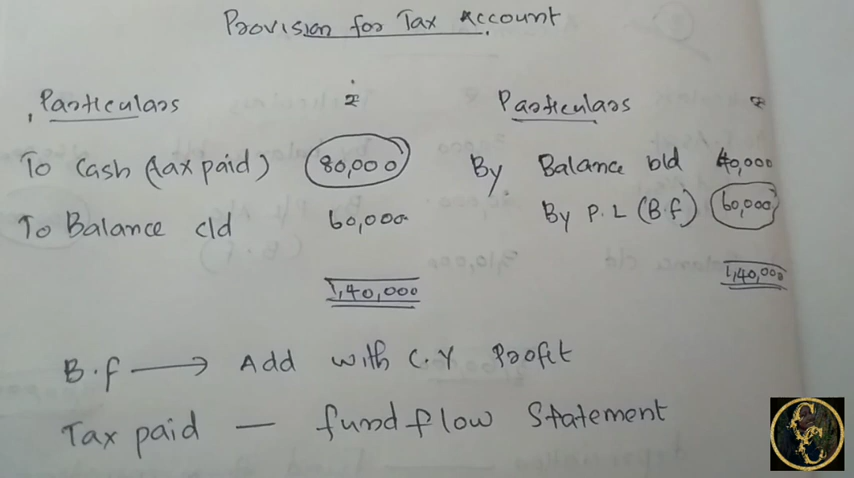 Provision for Tax Account
Particulars ₹ Particulars ₹
To Cash (tax paid) 80,000 By Balance b/d 40,000
To Balance c/d 60,000 By P.L (B.f) 60,000
1,40,000 1,40,000
B.f → Add with C.Y Profit
Tax paid — fund flow Statement